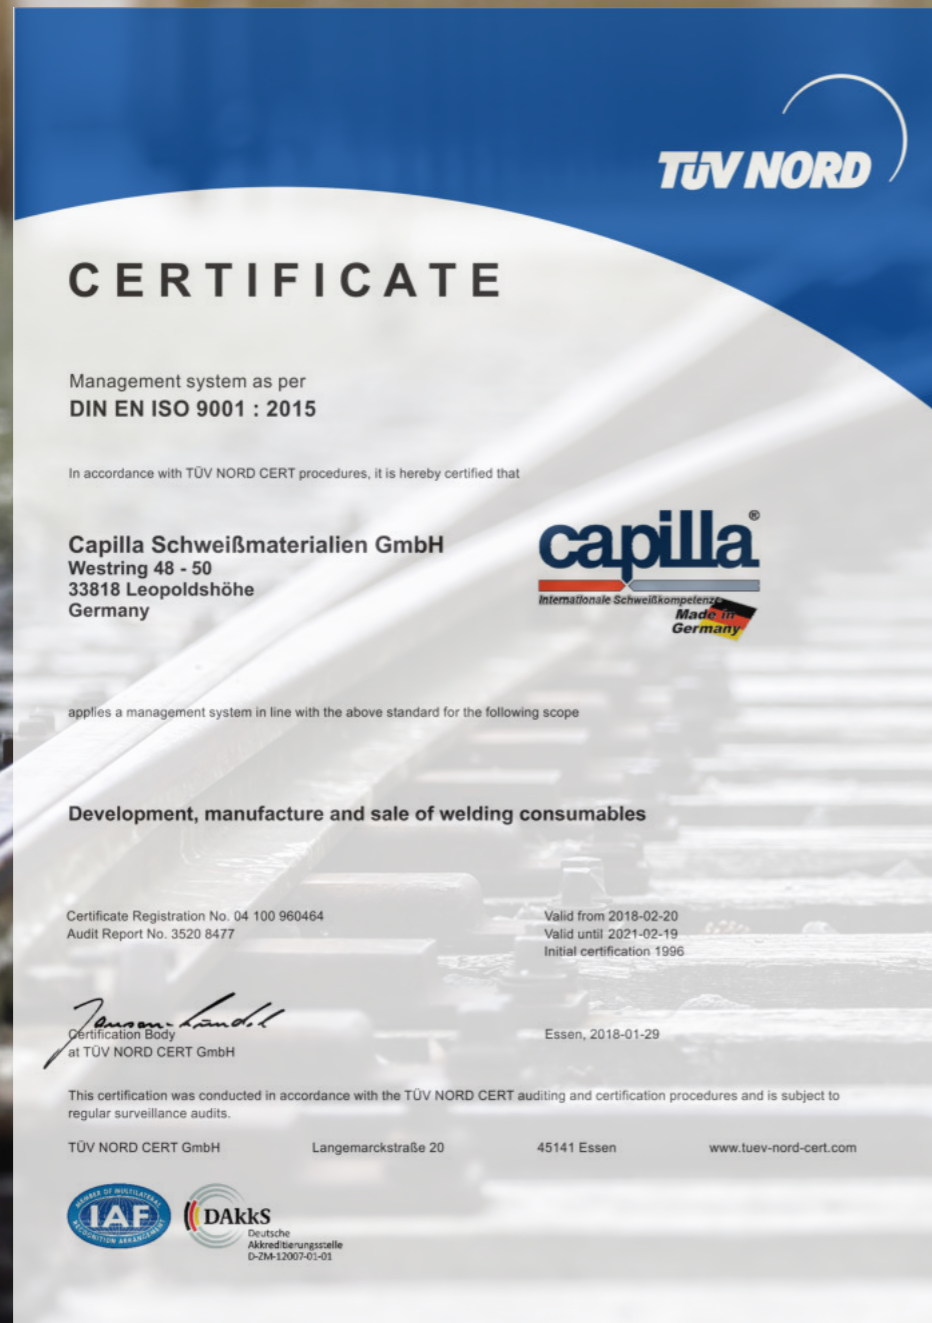 TÜV NORD
CERTIFICATE
Management system as per
DIN EN ISO 9001 : 2015
In accordance with TÜV NORD CERT procedures, it is hereby certified that
Capilla Schweißmaterialien GmbH
Westring 48 - 50
33818 Leopoldshöhe
Germany
capilla®
Internationale Schweißkompetenz
Made in
Germany
applies a management system in line with the above standard for the following scope
Development, manufacture and sale of welding consumables
Certificate Registration No. 04 100 960464
Audit Report No. 3520 8477
Valid from 2018-02-20
Valid until 2021-02-19
Initial certification 1996
Certification Body
at TÜV NORD CERT GmbH
Essen, 2018-01-29
This certification was conducted in accordance with the TÜV NORD CERT auditing and certification procedures and is subject to
regular surveillance audits.
TÜV NORD CERT GmbH Langemarckstraße 20 45141 Essen www.tuev-nord-cert.com
MEMBER OF MULTILATERAL
IAF
RECOGNITION ARRANGEMENT
DAkkS
Deutsche
Akkreditierungsstelle
D-ZM-12007-01-01